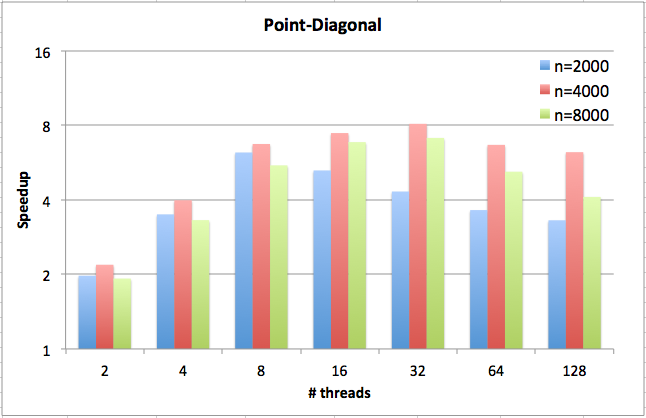 Point-Diagonal
16
8
4
2
1
Speedup
n=2000
n=4000
n=8000
2 4 8 16 32 64 128
# threads